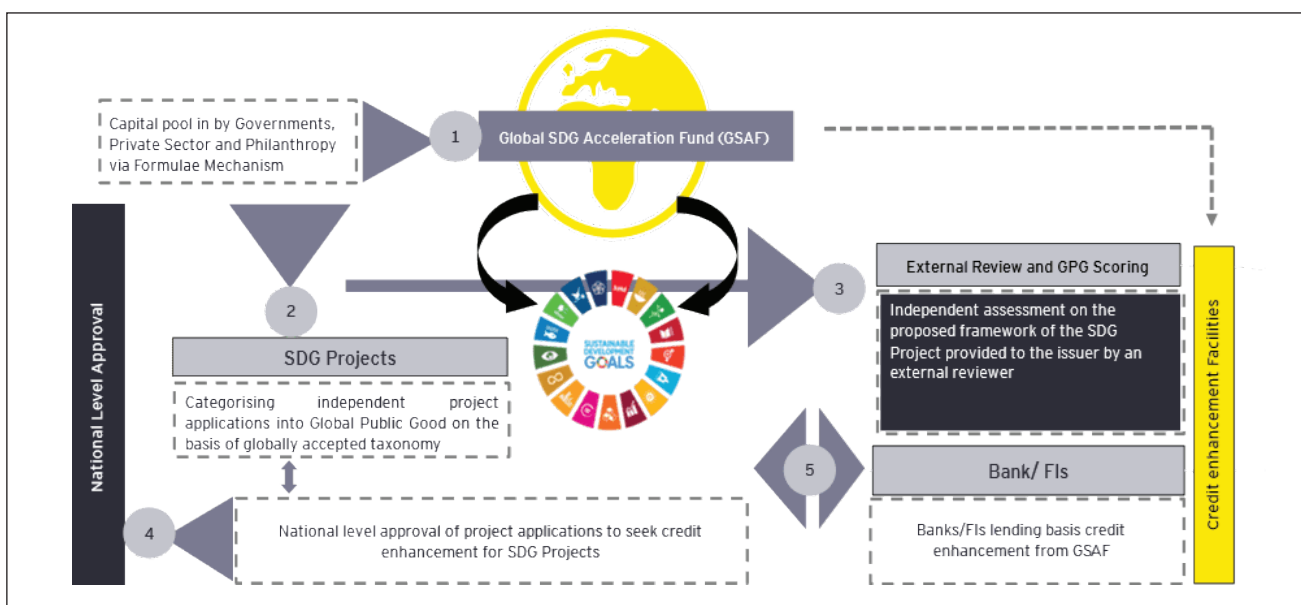 Capital pool in by Governments,
Private Sector and Philanthropy
via Formulae Mechanism
1
Global SDG Acceleration Fund (GSAF)
National Level Approval
2
SDG Projects
Categorising independent project
applications into Global Public Good on the
basis of globally accepted taxonomy
SUSTAINABLE
DEVELOPMENT
GOALS
3
External Review and GPG Scoring
Independent assessment on the
proposed framework of the SDG
Project provided to the issuer by an
external reviewer
Credit enhancement Facilities
4
National level approval of project applications to seek credit
enhancement for SDG Projects
5
Bank/ FIs
Banks/FIs lending basis credit
enhancement from GSAF